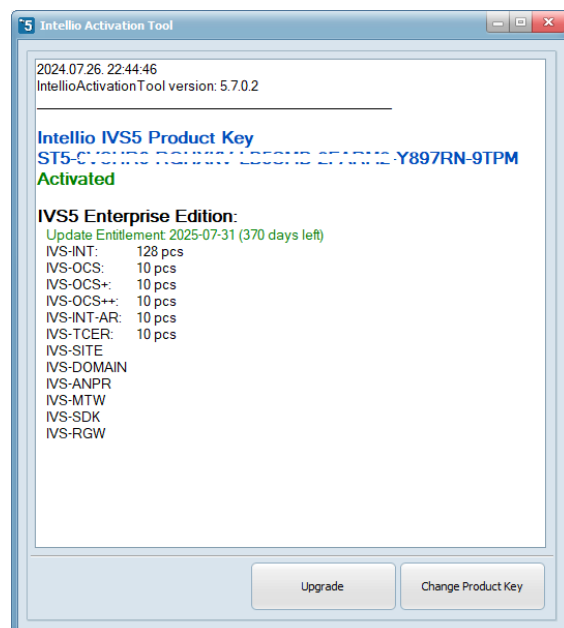 Intellio Activation Tool
2024.07.26. 22:44:46
IntellioActivationTool version: 5.7.0.2
Intellio IVS5 Product Key
ST5- -Y897RN-9TPM
Activated
IVS5 Enterprise Edition:
Update Entitlement: 2025-07-31 (370 days left)
IVS-INT: 128 pcs
IVS-OCS: 10 pcs
IVS-OCS+: 10 pcs
IVS-OCS++: 10 pcs
IVS-INT-AR: 10 pcs
IVS-TCER: 10 pcs
IVS-SITE
IVS-DOMAIN
IVS-ANPR
IVS-MTW
IVS-SDK
IVS-RGW
Upgrade Change Product Key